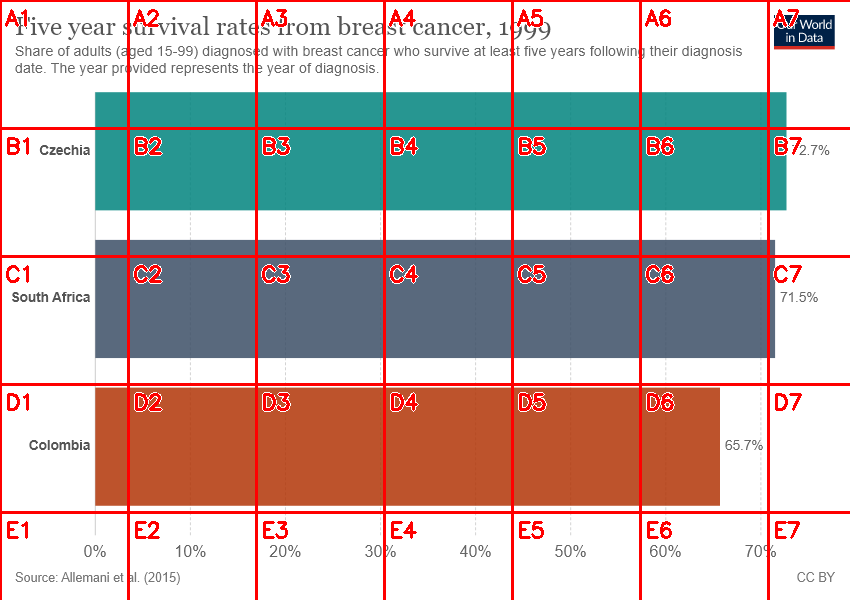 A1 A2 A3 A4 A5 A6 A7
Five year survival rates from breast cancer, 1999
Our World
in Data
Share of adults (aged 15-99) diagnosed with breast cancer who survive at least five years following their diagnosis
date. The year provided represents the year of diagnosis.
B1 B2 B3 B4 B5 B6 B7
Czechia 72.7%
C1 C2 C3 C4 C5 C6 C7
South Africa 71.5%
D1 D2 D3 D4 D5 D6 D7
Colombia 65.7%
E1 E2 E3 E4 E5 E6 E7
0% 10% 20% 30% 40% 50% 60% 70%
Source: Allemani et al. (2015) CC BY